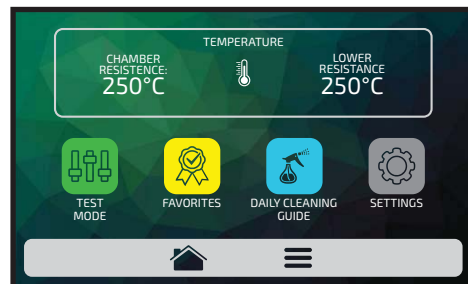 TEMPERATURE
CHAMBER
RESISTENCE:
250°C
LOWER
RESISTANCE
250°C
TEST
MODE
FAVORITES
DAILY CLEANING
GUIDE
SETTINGS